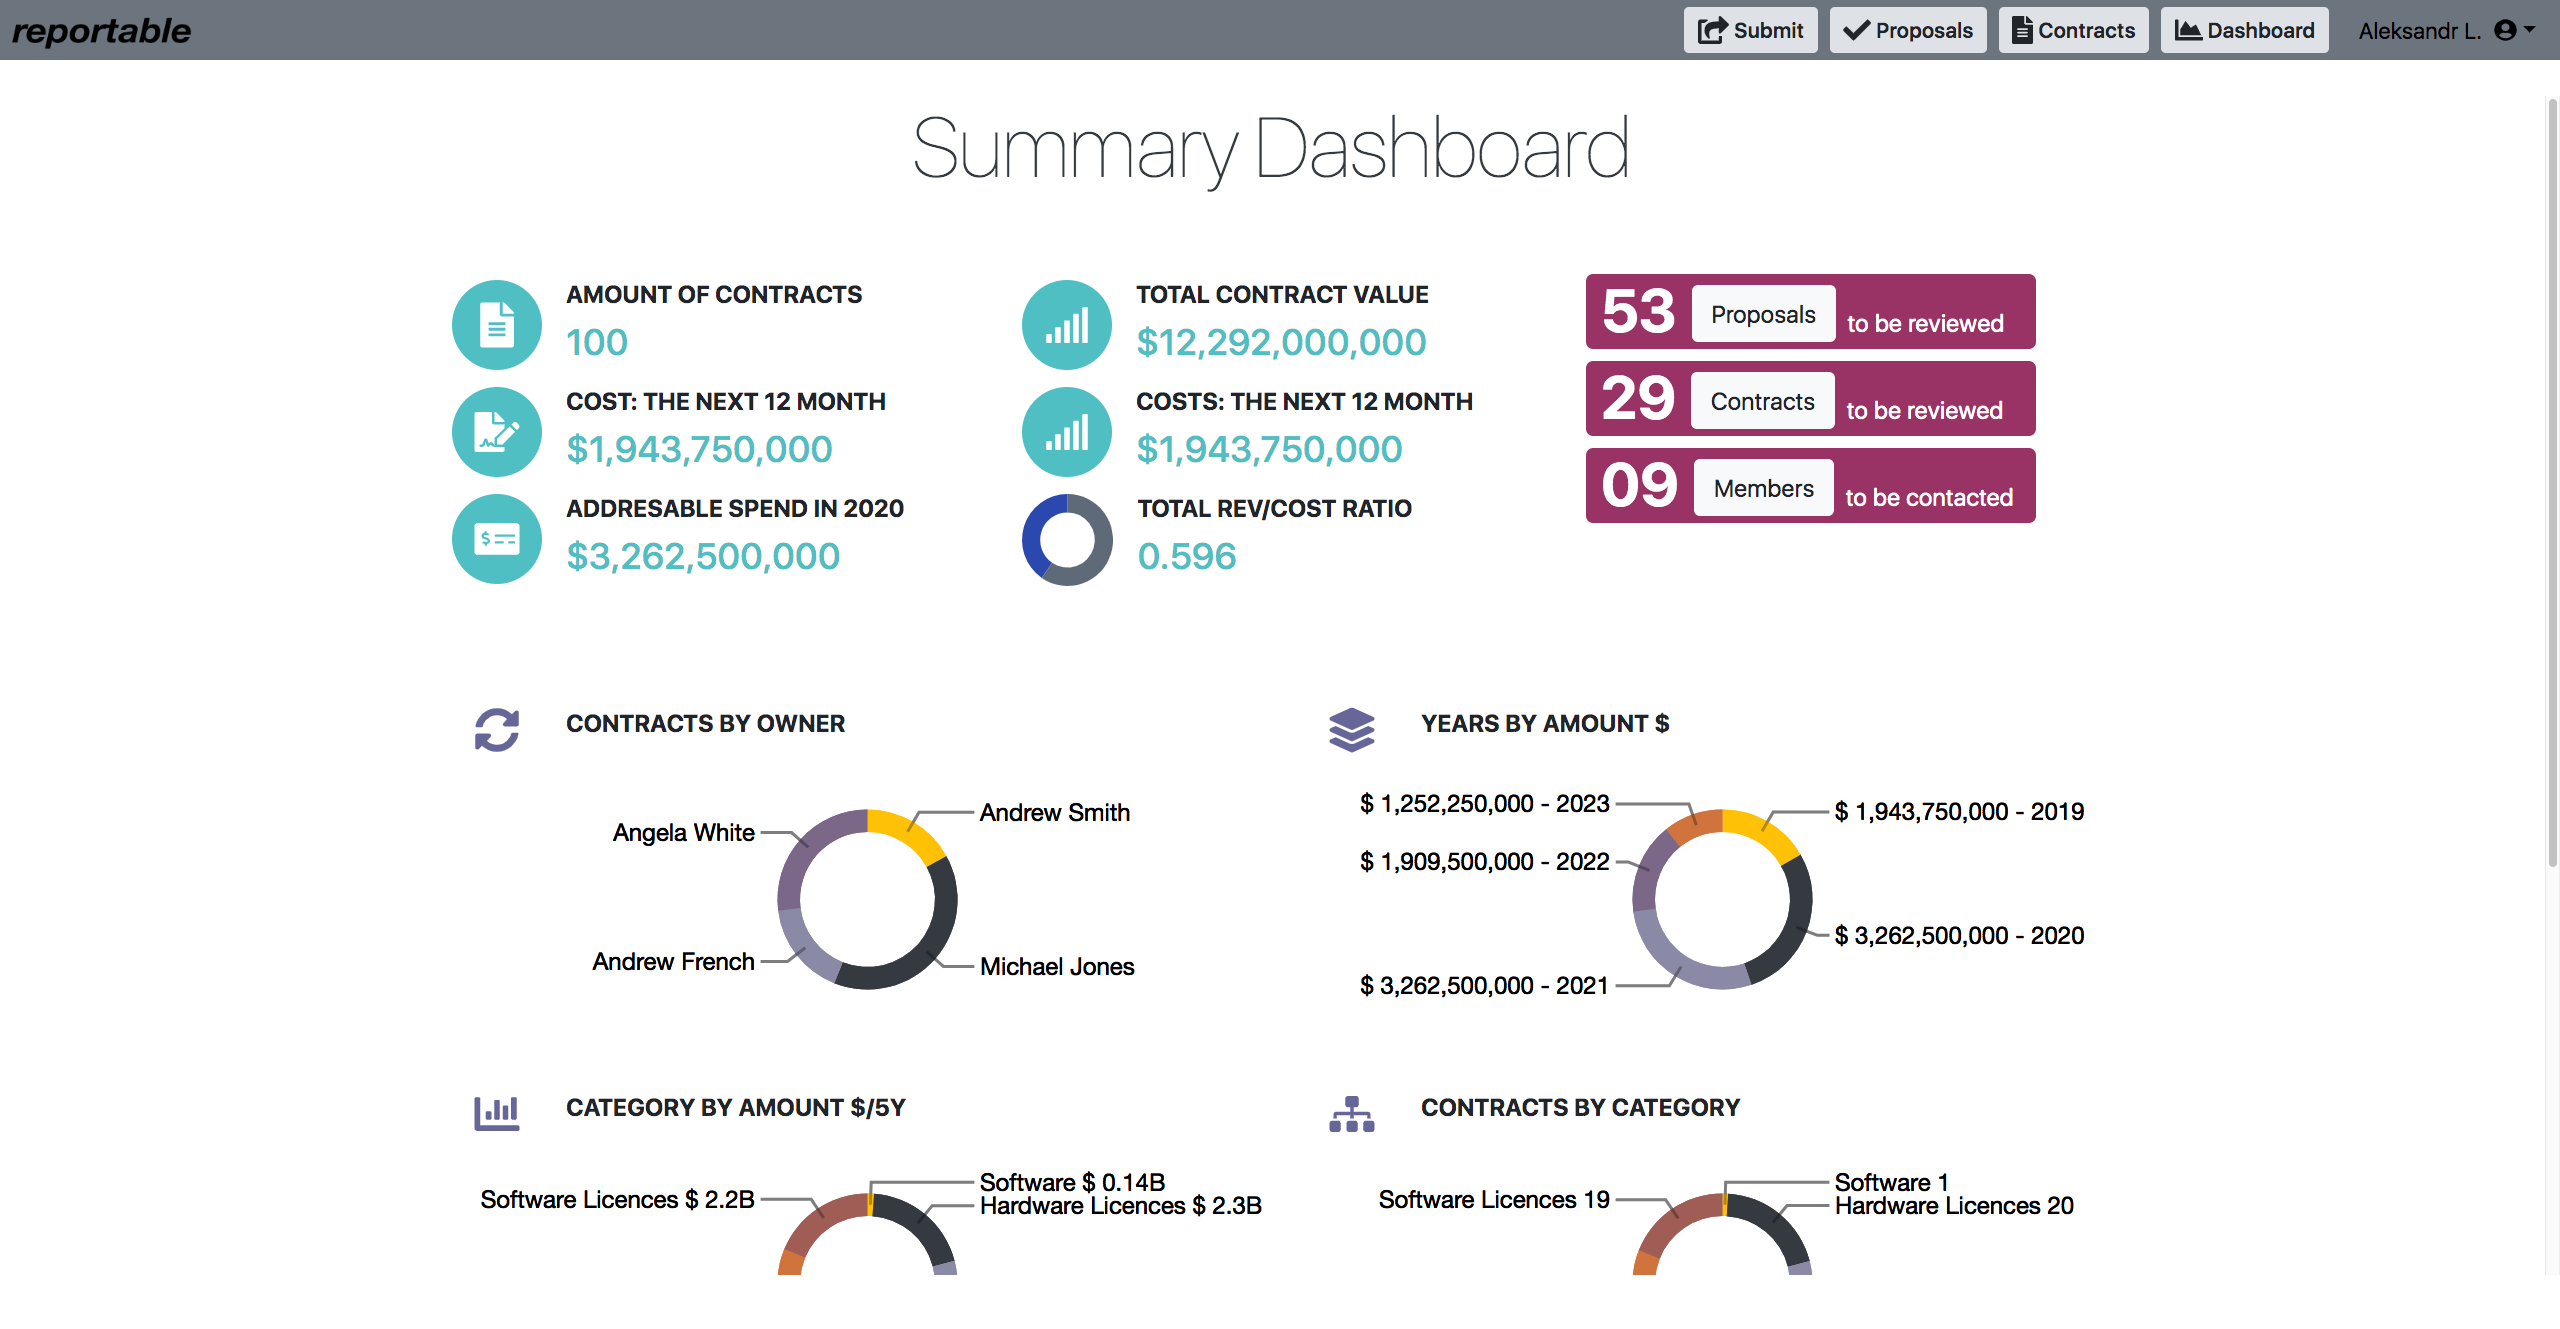 reportable
Submit
Proposals
Contracts
Dashboard
Aleksandr L.
Summary Dashboard
AMOUNT OF CONTRACTS
100
TOTAL CONTRACT VALUE
$12,292,000,000
53 Proposals to be reviewed
COST: THE NEXT 12 MONTH
$1,943,750,000
COSTS: THE NEXT 12 MONTH
$1,943,750,000
29 Contracts to be reviewed
ADDRESABLE SPEND IN 2020
$3,262,500,000
TOTAL REV/COST RATIO
0.596
09 Members to be contacted
CONTRACTS BY OWNER
Andrew Smith
Angela White
Andrew French
Michael Jones
YEARS BY AMOUNT $
$ 1,252,250,000 - 2023
$ 1,943,750,000 - 2019
$ 1,909,500,000 - 2022
$ 3,262,500,000 - 2020
$ 3,262,500,000 - 2021
CATEGORY BY AMOUNT $/5Y
Software $ 0.14B
Software Licences $ 2.2B
Hardware Licences $ 2.3B
CONTRACTS BY CATEGORY
Software 1
Software Licences 19
Hardware Licences 20